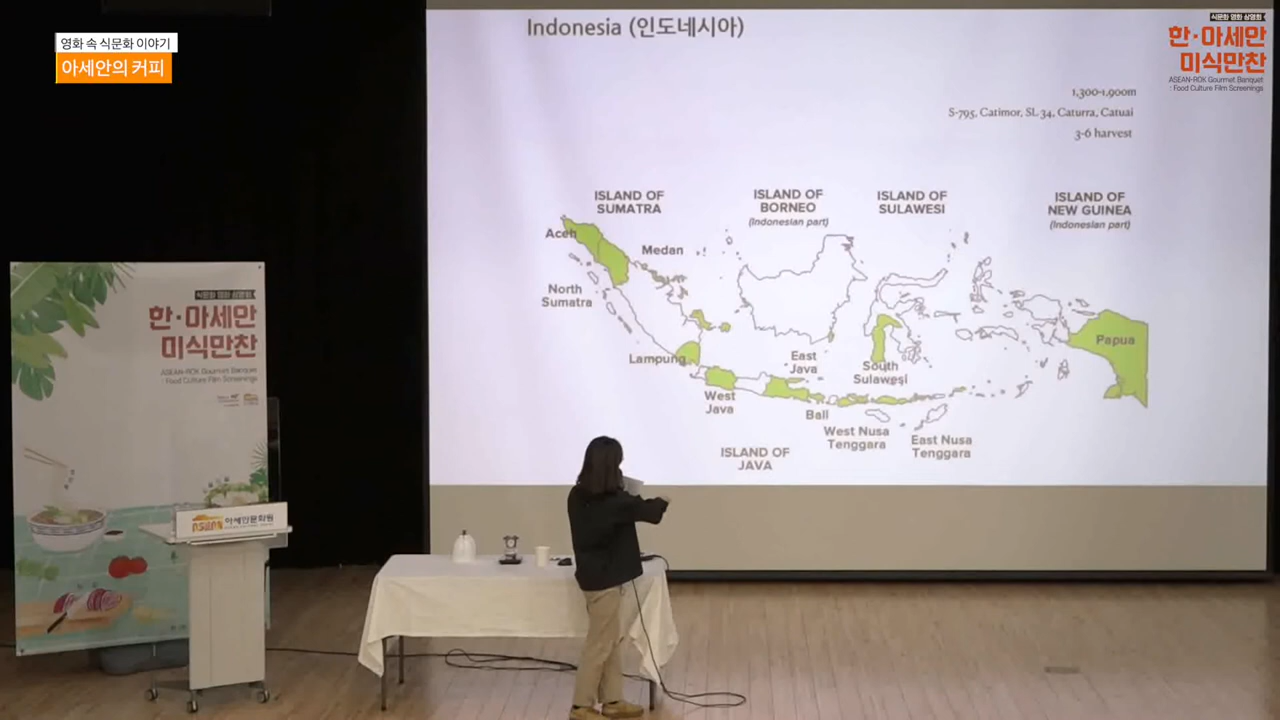 영화 속 식문화 이야기
아세안의 커피
Indonesia (인도네시아)
식문화 영화 상영회
한·아세안
미식만찬
ASEAN-ROK Gourmet Banquet
: Food Culture Film Screenings
1,300-1,900m
S-795, Catimor, SL 34, Caturra, Catuai
3-6 harvest
ISLAND OF
SUMATRA
ISLAND OF
BORNEO
(Indonesian part)
ISLAND OF
SULAWESI
ISLAND OF
NEW GUINEA
(Indonesian part)
Aceh
Medan
North
Sumatra
Lampung
West
Java
East
Java
Bali
South
Sulawesi
West Nusa
Tenggara
East Nusa
Tenggara
Papua
ISLAND OF
JAVA
식문화 영화 상영회
한·아세안
미식만찬
ASEAN-ROK Gourmet Banquet
: Food Culture Film Screenings
ASEAN 아세안문화원